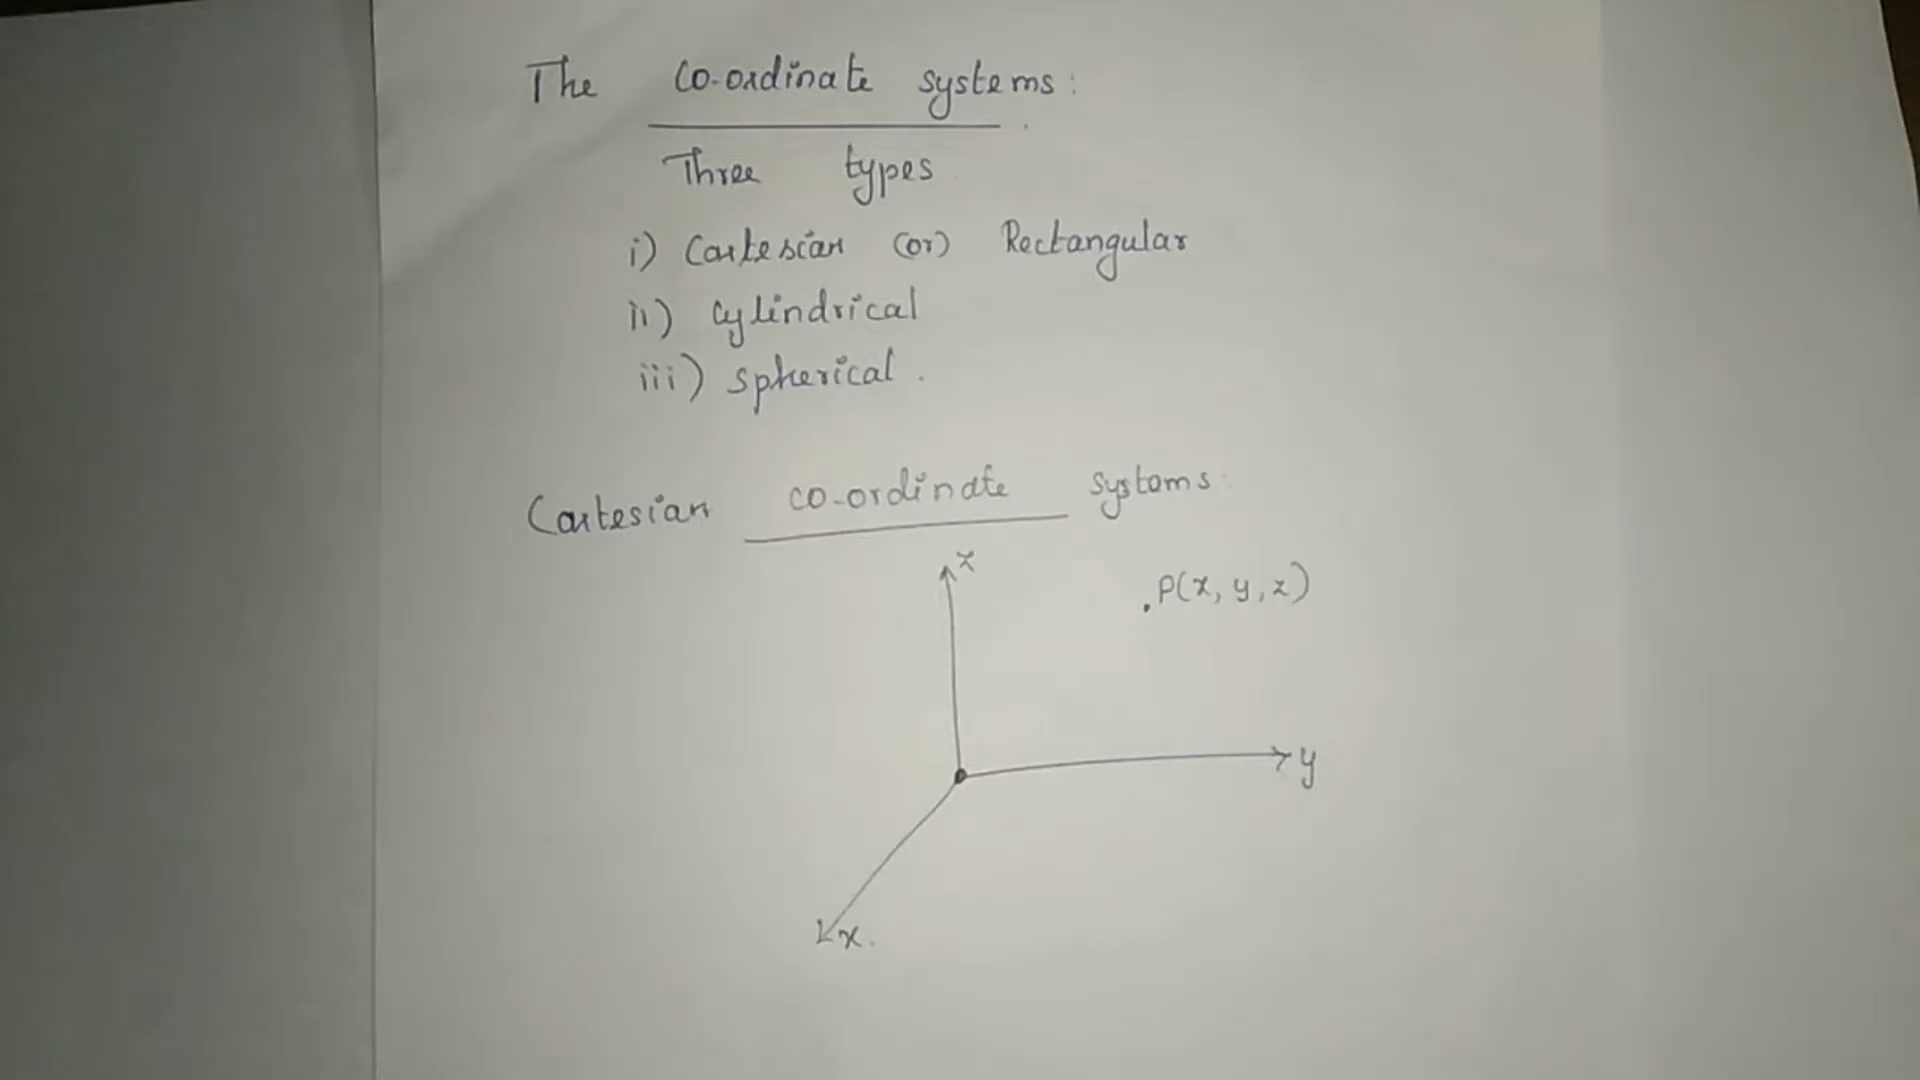 The co-ordinate systems:
Three types
i) Cartesian (or) Rectangular
ii) cylindrical
iii) spherical.
Cartesian co-ordinate systems:
z
.P(x, y, z)
y
x.